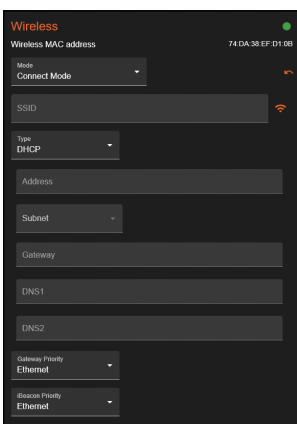 Wireless
Wireless MAC address 74:DA:38:EF:D1:0B
Mode
Connect Mode
SSID
Type
DHCP
Address
Subnet
Gateway
DNS1
DNS2
Gateway Priority
Ethernet
iBeacon Priority
Ethernet